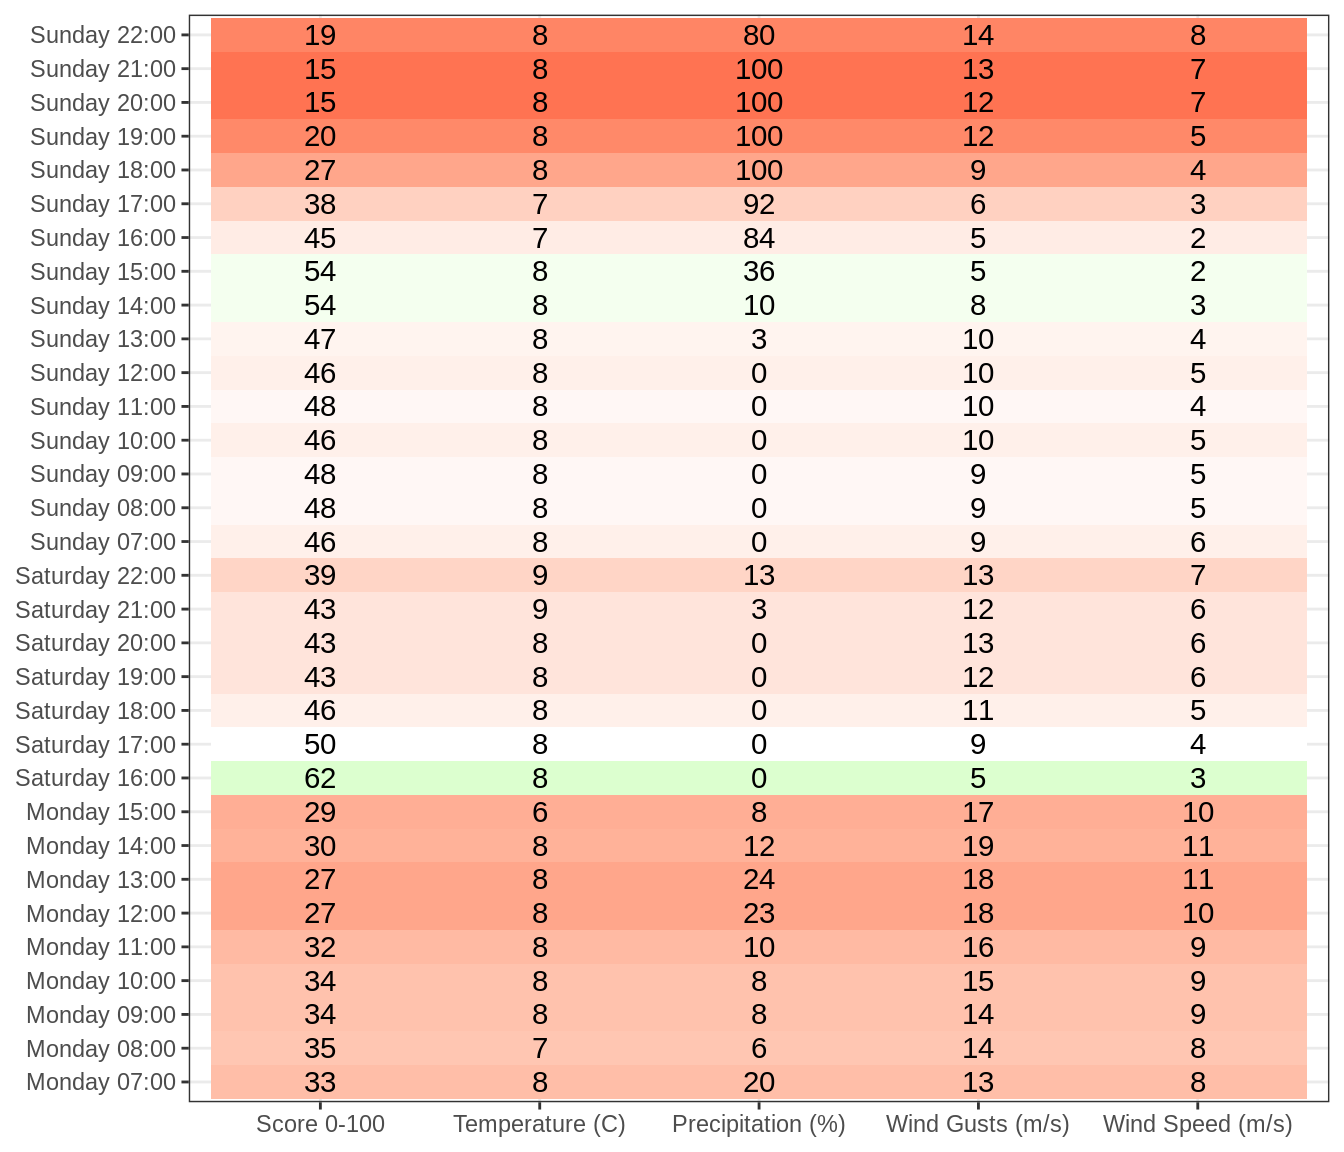 Sunday 22:00 19 8 80 14 8
Sunday 21:00 15 8 100 13 7
Sunday 20:00 15 8 100 12 7
Sunday 19:00 20 8 100 12 5
Sunday 18:00 27 8 100 9 4
Sunday 17:00 38 7 92 6 3
Sunday 16:00 45 7 84 5 2
Sunday 15:00 54 8 36 5 2
Sunday 14:00 54 8 10 8 3
Sunday 13:00 47 8 3 10 4
Sunday 12:00 46 8 0 10 5
Sunday 11:00 48 8 0 10 4
Sunday 10:00 46 8 0 10 5
Sunday 09:00 48 8 0 9 5
Sunday 08:00 48 8 0 9 5
Sunday 07:00 46 8 0 9 6
Saturday 22:00 39 9 13 13 7
Saturday 21:00 43 9 3 12 6
Saturday 20:00 43 8 0 13 6
Saturday 19:00 43 8 0 12 6
Saturday 18:00 46 8 0 11 5
Saturday 17:00 50 8 0 9 4
Saturday 16:00 62 8 0 5 3
Monday 15:00 29 6 8 17 10
Monday 14:00 30 8 12 19 11
Monday 13:00 27 8 24 18 11
Monday 12:00 27 8 23 18 10
Monday 11:00 32 8 10 16 9
Monday 10:00 34 8 8 15 9
Monday 09:00 34 8 8 14 9
Monday 08:00 35 7 6 14 8
Monday 07:00 33 8 20 13 8
Score 0-100 Temperature (C) Precipitation (%) Wind Gusts (m/s) Wind Speed (m/s)